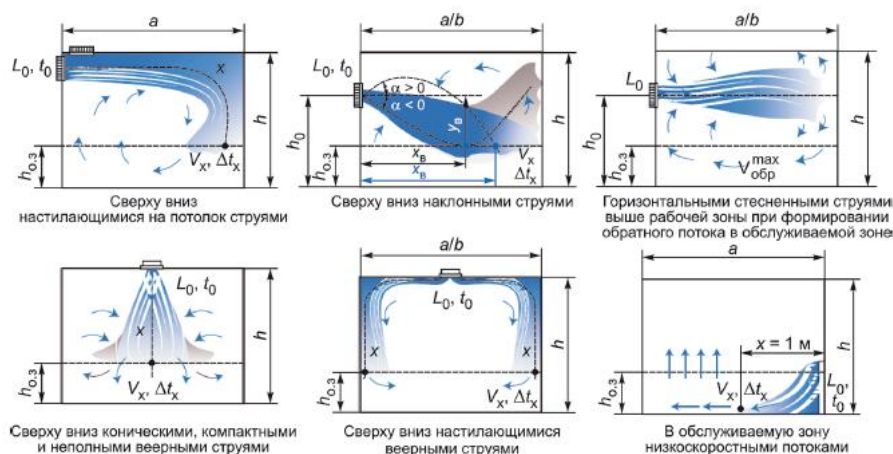 a
a/b
a/b
L₀, t₀
x
h
hо.з
Vₓ, Δtₓ
L₀, t₀
α > 0
α < 0
yв
h
h₀
hо.з
xв
xв
Vₓ
Δtₓ
L₀
h
h₀
hо.з
Vобр max
Сверху вниз
настилающимися на потолок струями
Сверху вниз наклонными струями
Горизонтальными стесненными струями
выше рабочей зоны при формировании
обратного потока в обслуживаемой зоне
L₀, t₀
x
h
hо.з
Vₓ, Δtₓ
a/b
L₀, t₀
x
x
h
hо.з
Vₓ, Δtₓ
a
x = 1 м
h
hо.з
Vₓ, Δtₓ
L₀,
t₀
Сверху вниз коническими, компактными
и неполными веерными струями
Сверху вниз настилающимися
веерными струями
В обслуживаемую зону
низкоскоростными потоками